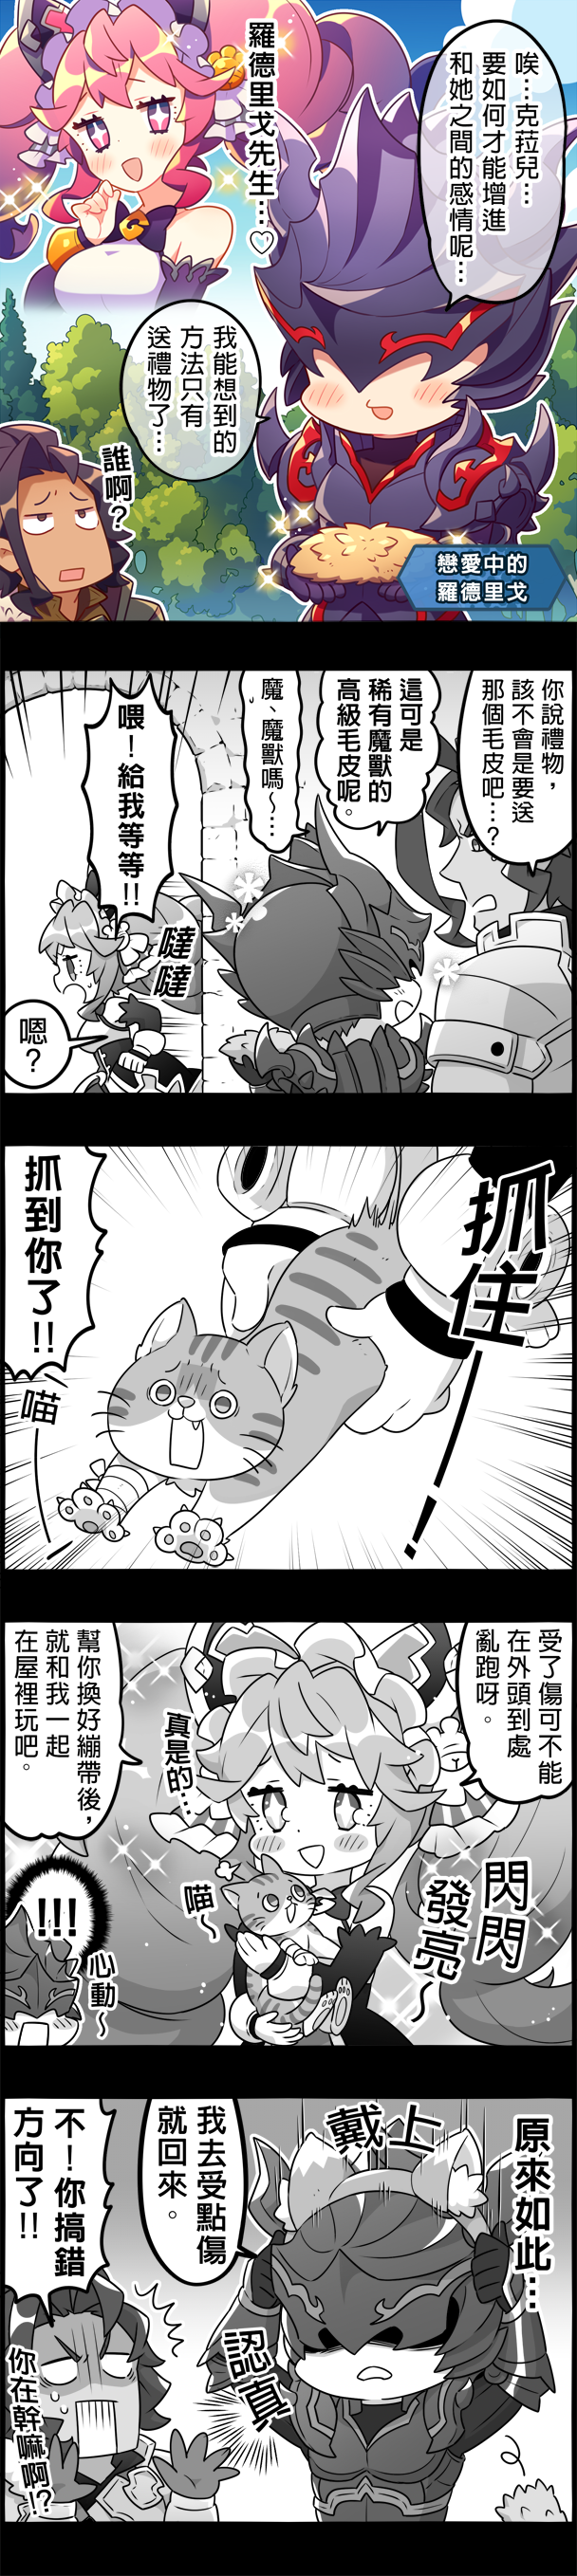 唉…克菈兒…
要如何才能增進
和她之間的感情呢…
羅德里戈先生…♡
我能想到的
方法只有
送禮物了…
誰啊？
戀愛中的
羅德里戈
你說禮物，
該不會是要送
那個毛皮吧…？
這可是
稀有魔獸的
高級毛皮呢。
魔、魔獸嗎～…
喂！給我等等!!
噠噠
嗯？
抓住——！
抓到你了!!
喵——
受了傷可不能
在外頭到處
亂跑呀。
真是的…
幫你換好繃帶後，
就和我一起
在屋裡玩吧。
閃閃
發亮～
喵～
!!!
心動～
原來如此…
戴上
我去受點傷
就回來。
認真
不！你搞錯
方向了!!
你在幹嘛啊!?